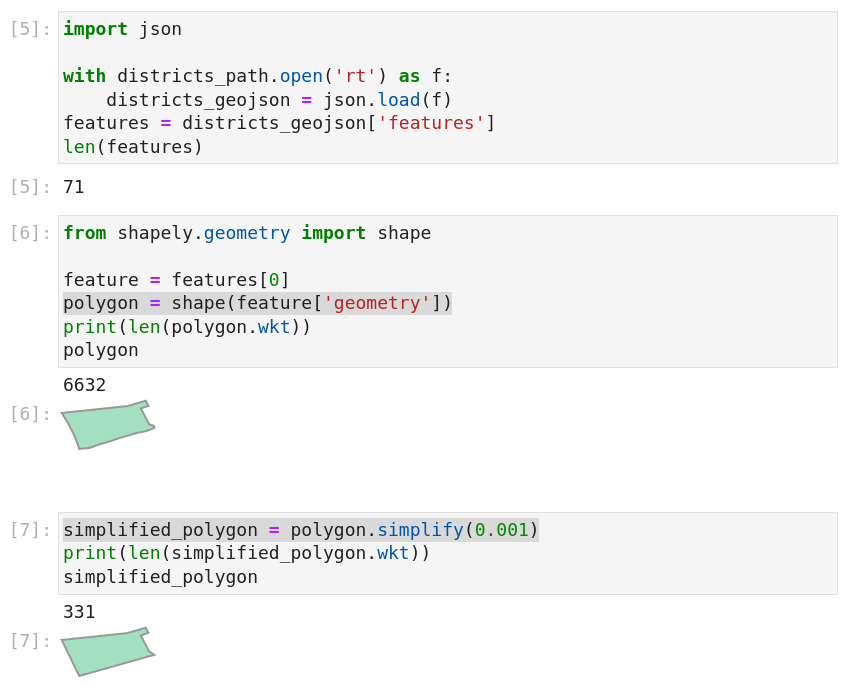 [5]: import json
with districts_path.open('rt') as f:
    districts_geojson = json.load(f)
features = districts_geojson['features']
len(features)
[5]: 71
[6]: from shapely.geometry import shape
feature = features[0]
polygon = shape(feature['geometry'])
print(len(polygon.wkt))
polygon
6632
[6]:
[7]: simplified_polygon = polygon.simplify(0.001)
print(len(simplified_polygon.wkt))
simplified_polygon
331
[7]: